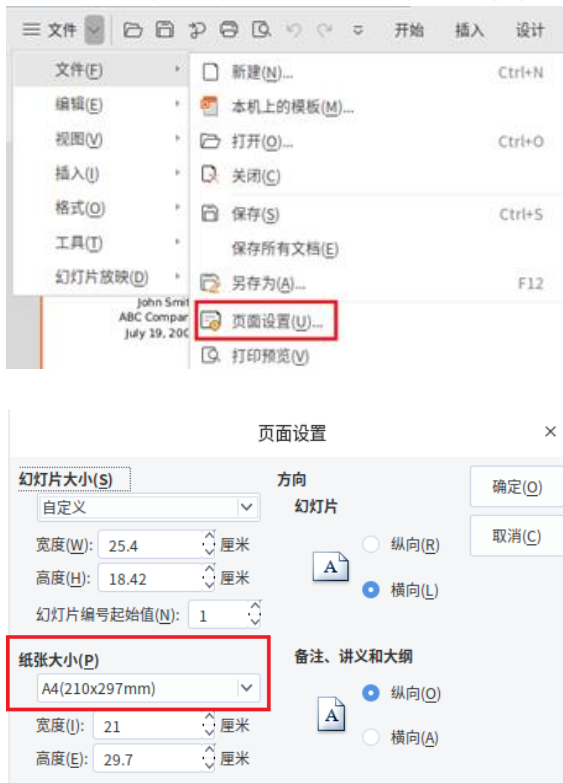 文件 开始 插入 设计
文件(F)
编辑(E)
视图(V)
插入(I)
格式(O)
工具(T)
幻灯片放映(D)
新建(N)... Ctrl+N
本机上的模板(M)...
打开(O)... Ctrl+O
关闭(C)
保存(S) Ctrl+S
保存所有文档(E)
另存为(A)... F12
页面设置(U)...
打印预览(V)
John Smit
ABC Compar
July 19, 200
页面设置
幻灯片大小(S)
自定义
宽度(W): 25.4 厘米
高度(H): 18.42 厘米
幻灯片编号起始值(N): 1
纸张大小(P)
A4(210x297mm)
宽度(I): 21 厘米
高度(E): 29.7 厘米
方向
幻灯片
A
纵向(R)
横向(L)
备注、讲义和大纲
A
纵向(O)
横向(A)
确定(O)
取消(C)